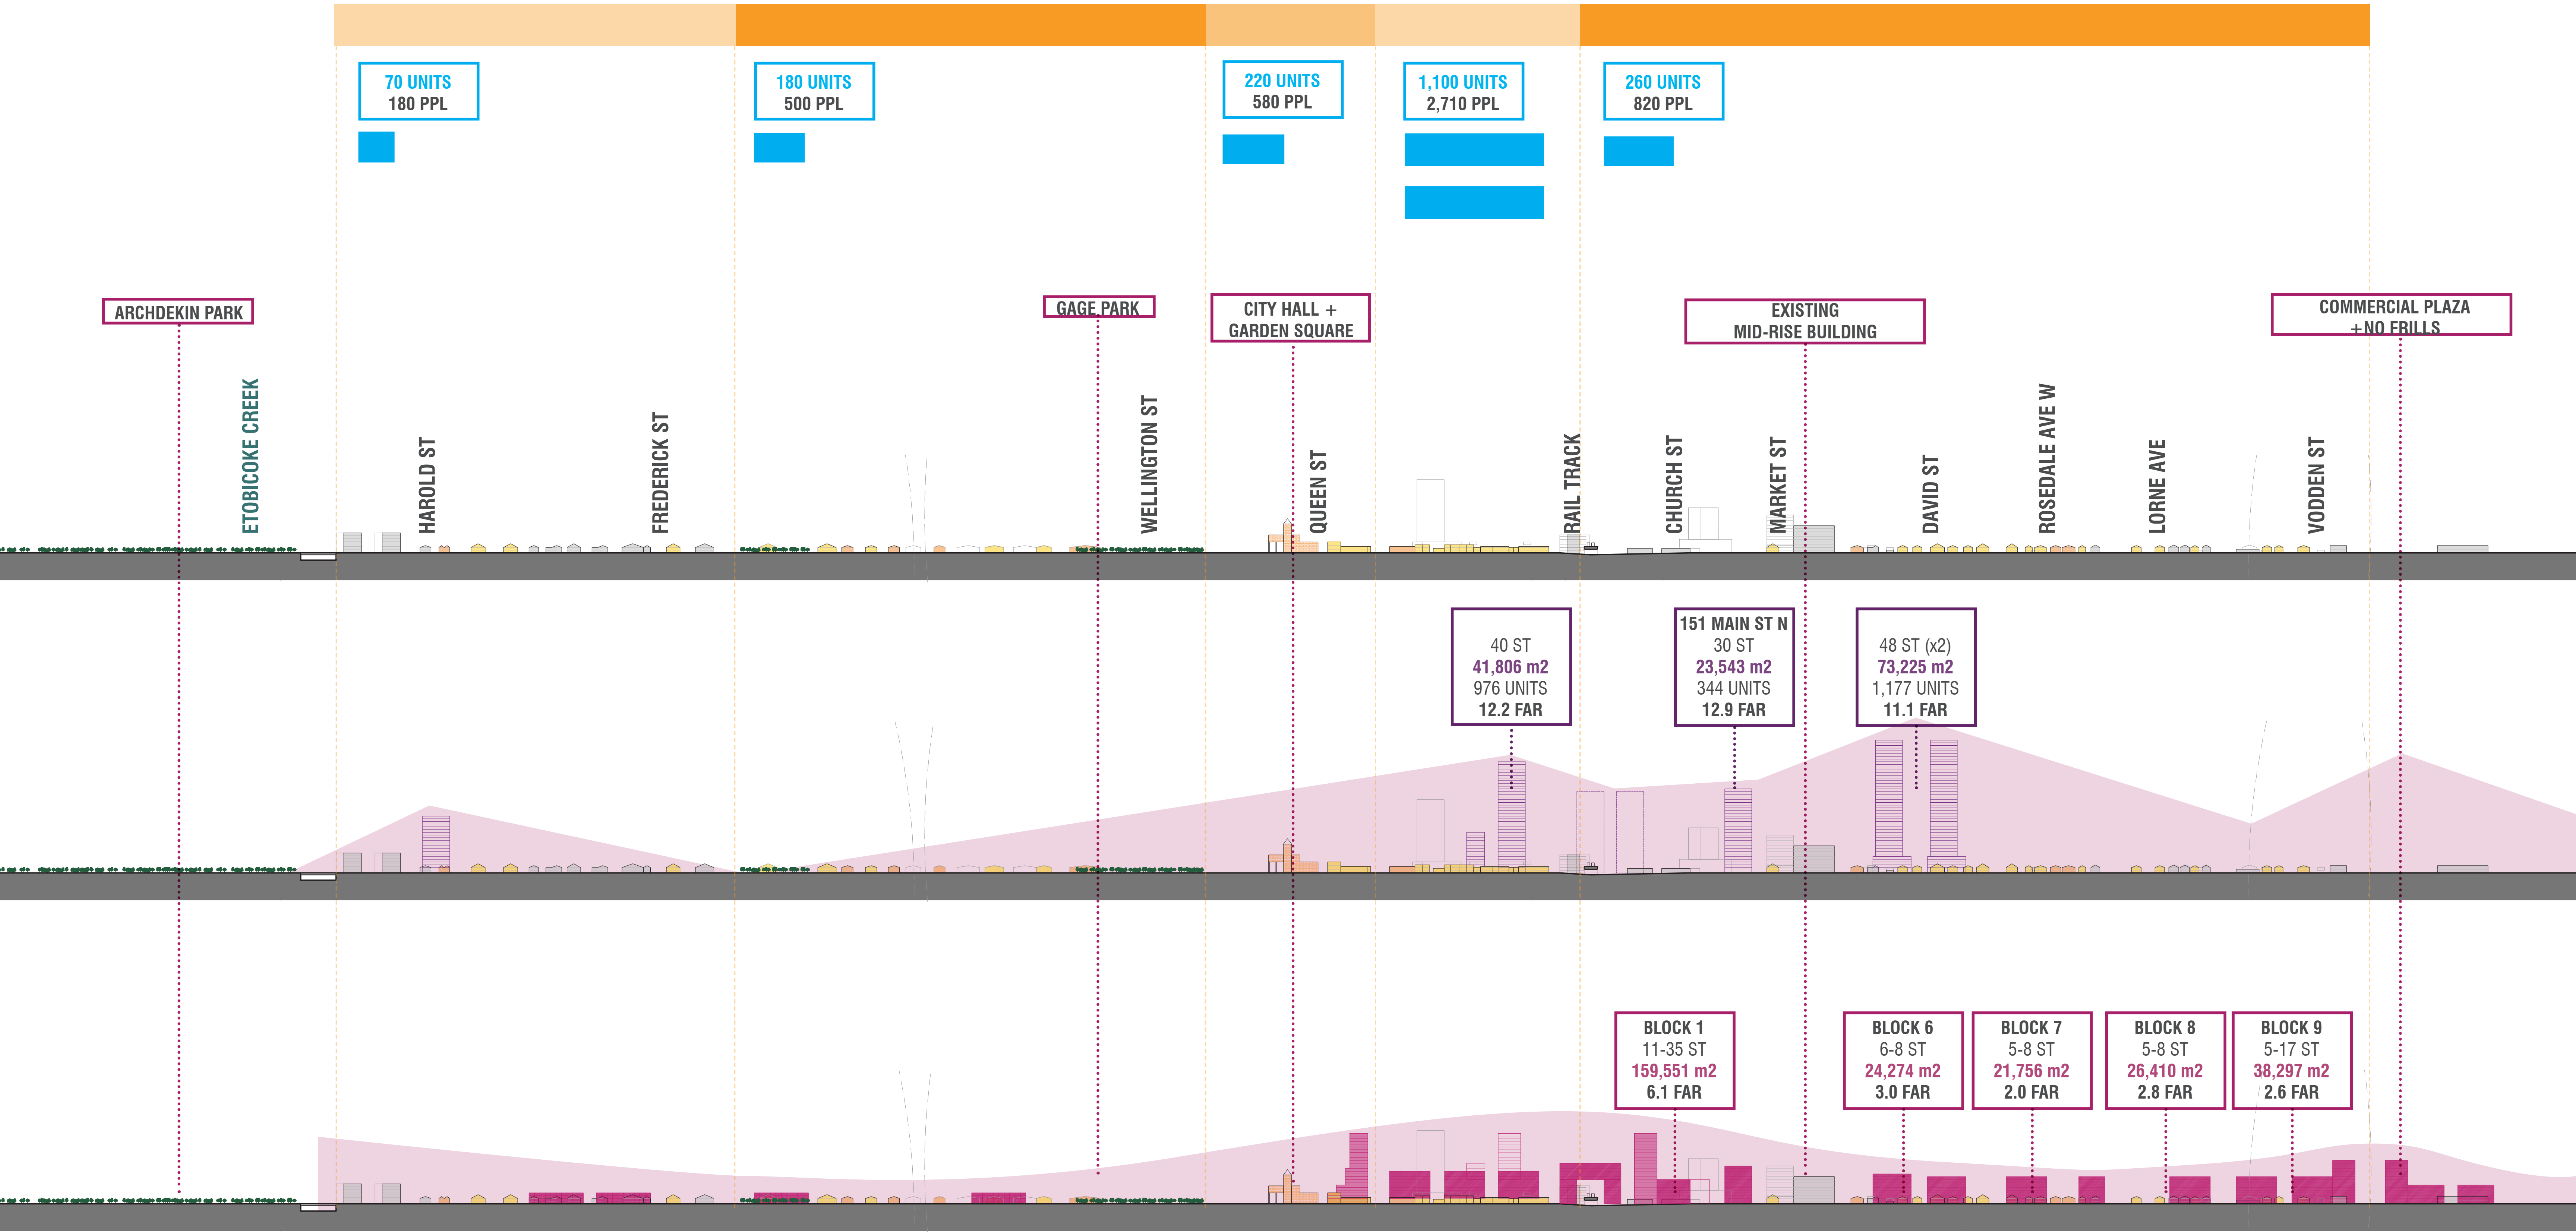 70 UNITS
180 PPL
180 UNITS
500 PPL
220 UNITS
580 PPL
1,100 UNITS
2,710 PPL
260 UNITS
820 PPL
ARCHDEKIN PARK
GAGE PARK
CITY HALL +
GARDEN SQUARE
EXISTING
MID-RISE BUILDING
COMMERCIAL PLAZA
+NO FRILLS
ETOBICOKE CREEK
HAROLD ST
FREDERICK ST
WELLINGTON ST
QUEEN ST
RAIL TRACK
CHURCH ST
MARKET ST
DAVID ST
ROSEDALE AVE W
LORNE AVE
VODDEN ST
40 ST
41,806 m2
976 UNITS
12.2 FAR
151 MAIN ST N
30 ST
23,543 m2
344 UNITS
12.9 FAR
48 ST (x2)
73,225 m2
1,177 UNITS
11.1 FAR
BLOCK 1
11-35 ST
159,551 m2
6.1 FAR
BLOCK 6
6-8 ST
24,274 m2
3.0 FAR
BLOCK 7
5-8 ST
21,756 m2
2.0 FAR
BLOCK 8
5-8 ST
26,410 m2
2.8 FAR
BLOCK 9
5-17 ST
38,297 m2
2.6 FAR